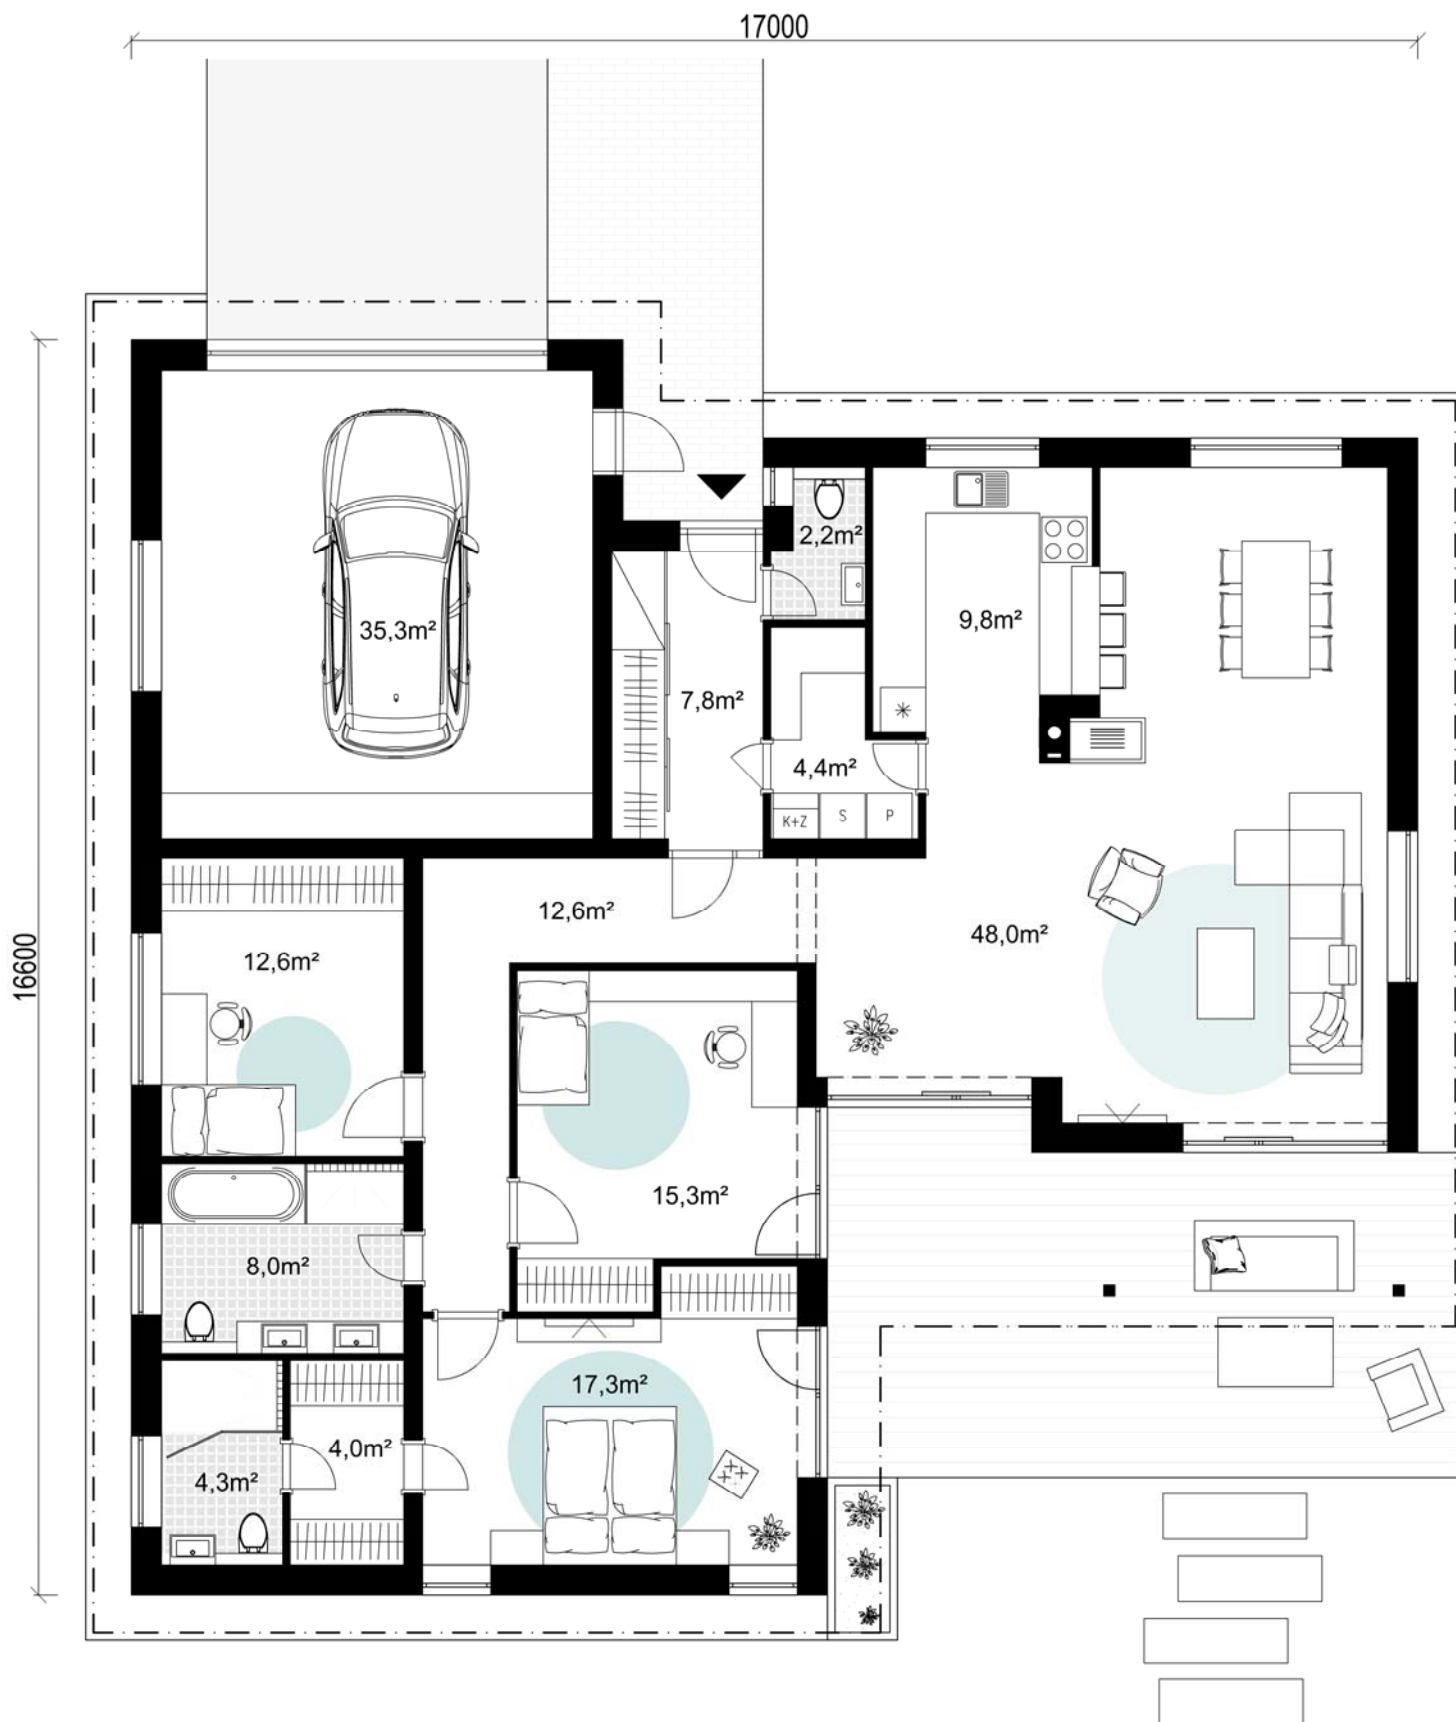 17000
2,2m²
9,8m²
35,3m²
7,8m²
4,4m²
K+Z
S
P
12,6m²
48,0m²
16600
12,6m²
15,3m²
8,0m²
17,3m²
4,0m²
4,3m²